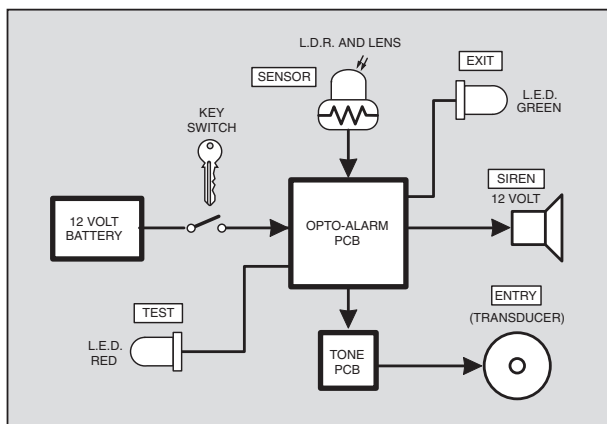 L.D.R. AND LENS
SENSOR
EXIT
L.E.D.
GREEN
KEY
SWITCH
SIREN
12 VOLT
12 VOLT
BATTERY
OPTO-ALARM
PCB
TEST
L.E.D.
RED
TONE
PCB
ENTRY
(TRANSDUCER)